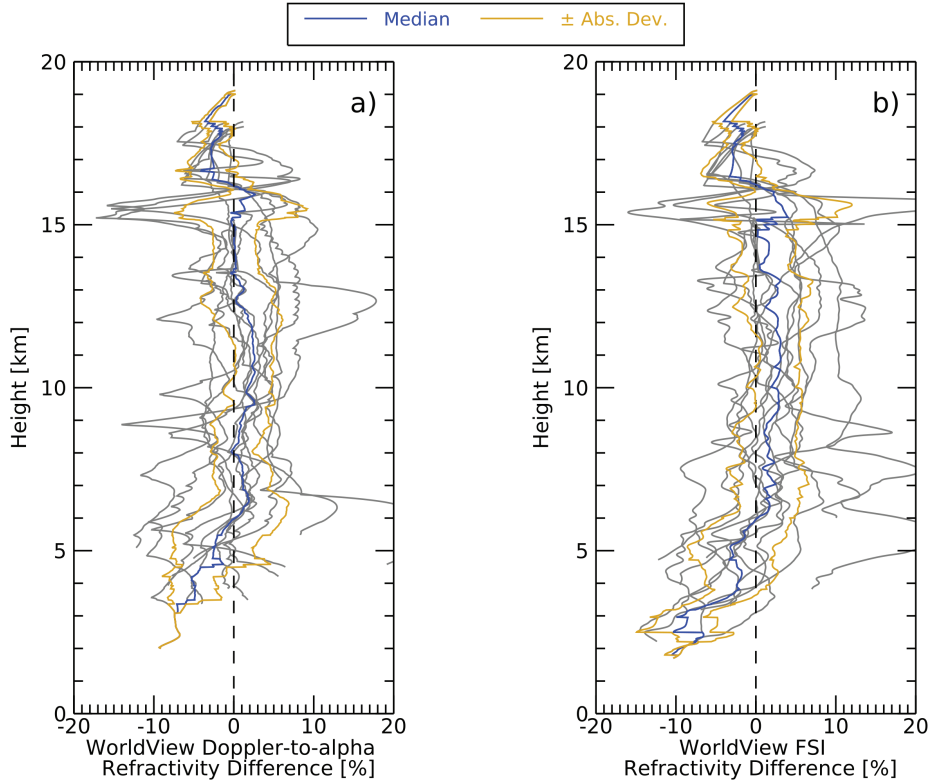 Median ± Abs. Dev.
20 20
a) b)
15 15
Height [km] Height [km]
10 10
5 5
0 0
-20 -10 0 10 20 -20 -10 0 10 20
WorldView Doppler-to-alpha WorldView FSI
Refractivity Difference [%] Refractivity Difference [%]